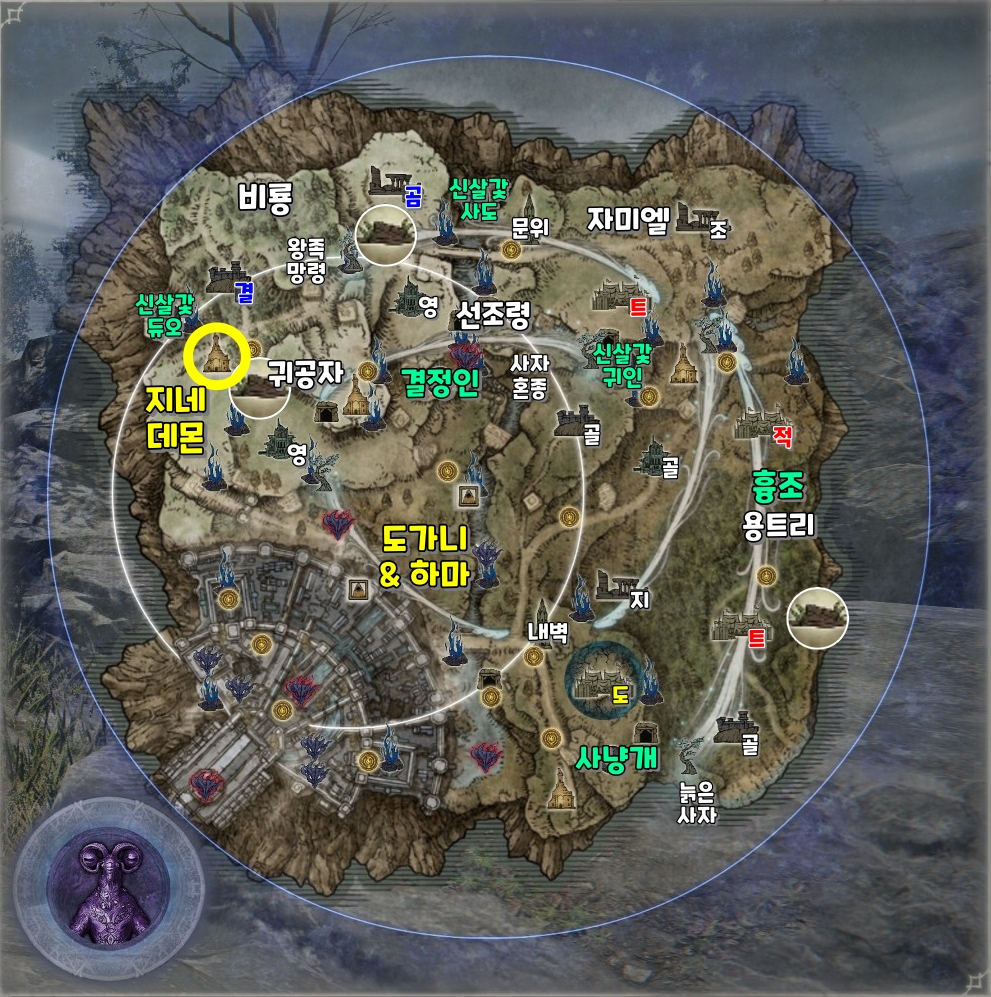 비룡
곰
신살갗
사도
문위
자미엘
조
왕족
망령
결
영
선조령
트
신살갗
듀오
귀공자
결정인
사자
혼종
신살갗
귀인
지네
데몬
영
골
골
적
흉조
용트리
도가니
& 하마
지
내벽
트
도
사냥개
골
늙은
사자